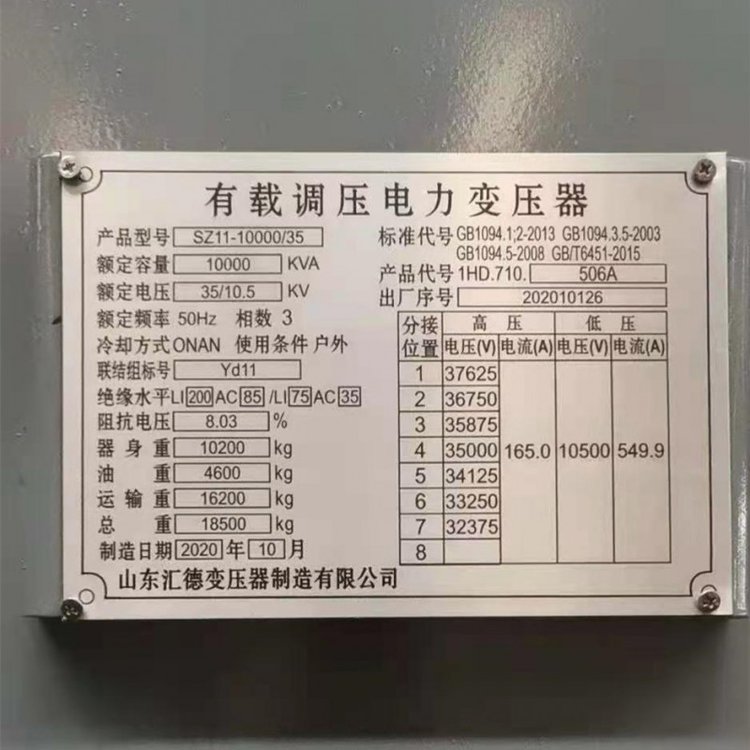 有载调压电力变压器
产品型号 SZ11-10000/35
额定容量 10000 KVA
额定电压 35/10.5 KV
额定频率 50Hz 相数 3
冷却方式 ONAN 使用条件 户外
联结组标号 Yd11
绝缘水平 LI 200 AC 85 /LI 75 AC 35
阻抗电压 8.03 %
器身重 10200 kg
油重 4600 kg
运输重 16200 kg
总重 18500 kg
制造日期 2020 年 10 月
标准代号 GB1094.1;2-2013 GB1094.3.5-2003
GB1094.5-2008 GB/T6451-2015
产品代号 1HD.710. 506A
出厂序号 202010126
分接位置 高压 低压
电压(V) 电流(A) 电压(V) 电流(A)
1 37625
2 36750
3 35875
4 35000 165.0 10500 549.9
5 34125
6 33250
7 32375
8
山东汇德变压器制造有限公司